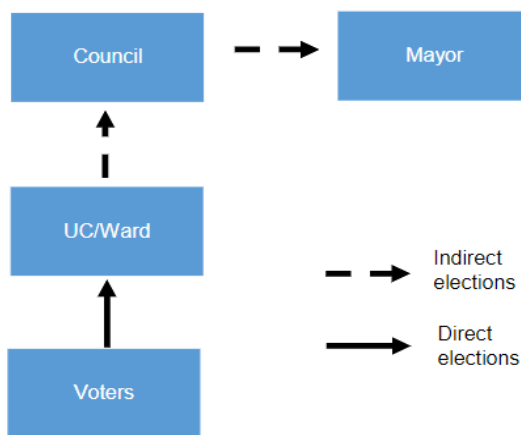 Council
Mayor
UC/Ward
Indirect
elections
Direct
elections
Voters